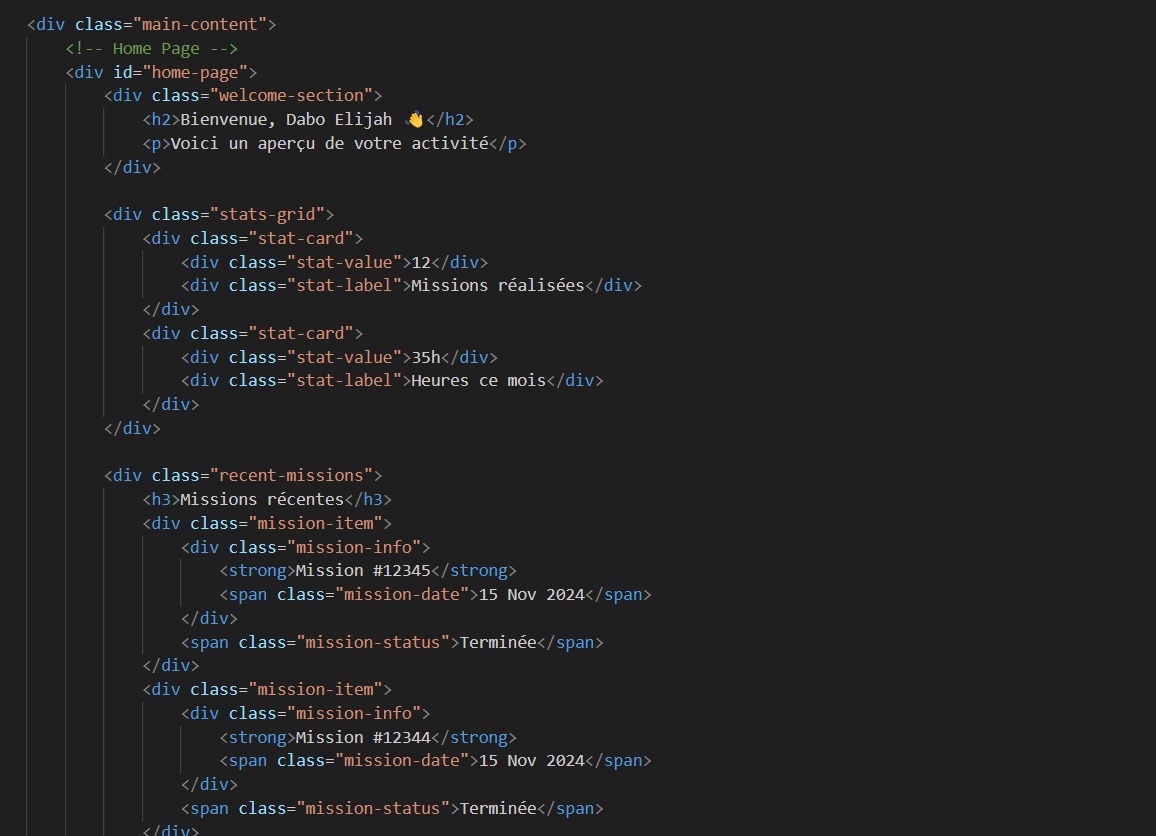 <div class="main-content">
<!-- Home Page -->
<div id="home-page">
<div class="welcome-section">
<h2>Bienvenue, Dabo Elijah 👋</h2>
<p>Voici un aperçu de votre activité</p>
</div>
<div class="stats-grid">
<div class="stat-card">
<div class="stat-value">12</div>
<div class="stat-label">Missions réalisées</div>
</div>
<div class="stat-card">
<div class="stat-value">35h</div>
<div class="stat-label">Heures ce mois</div>
</div>
</div>
<div class="recent-missions">
<h3>Missions récentes</h3>
<div class="mission-item">
<div class="mission-info">
<strong>Mission #12345</strong>
<span class="mission-date">15 Nov 2024</span>
</div>
<span class="mission-status">Terminée</span>
</div>
<div class="mission-item">
<div class="mission-info">
<strong>Mission #12344</strong>
<span class="mission-date">15 Nov 2024</span>
</div>
<span class="mission-status">Terminée</span>
</div>